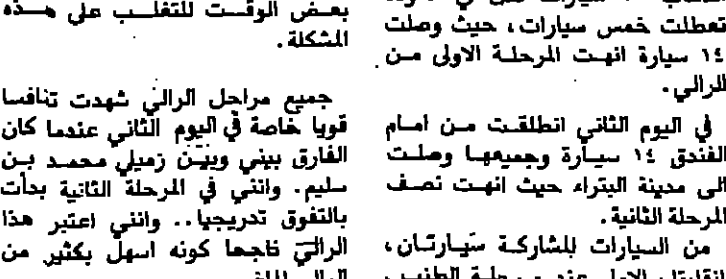 تعطلت خمس سيارات، حيث وصلت
١٤ سيارة انهت المرحلة الاولى من
الرالي.
في اليوم الثاني انطلقت من امام
الفندق ١٤ سيارة وجميعها وصلت
الى مدينة البتراء حيث انهت نصف
المرحلة الثانية.
من السيارات المشاركة سيارتان،
بعض الوقت للتغلب على هذه
المشكلة.
جميع مراحل الرالي شهدت تنافسا
قويا خاصة في اليوم الثاني عندما كان
الفارق بيني وبين زميلي محمد بن
سليم. وانني في المرحلة الثانية بدأت
بالتفوق تدريجيا.. وانني اعتبر هذا
الرالي ناجحا كونه اسهل بكثير من